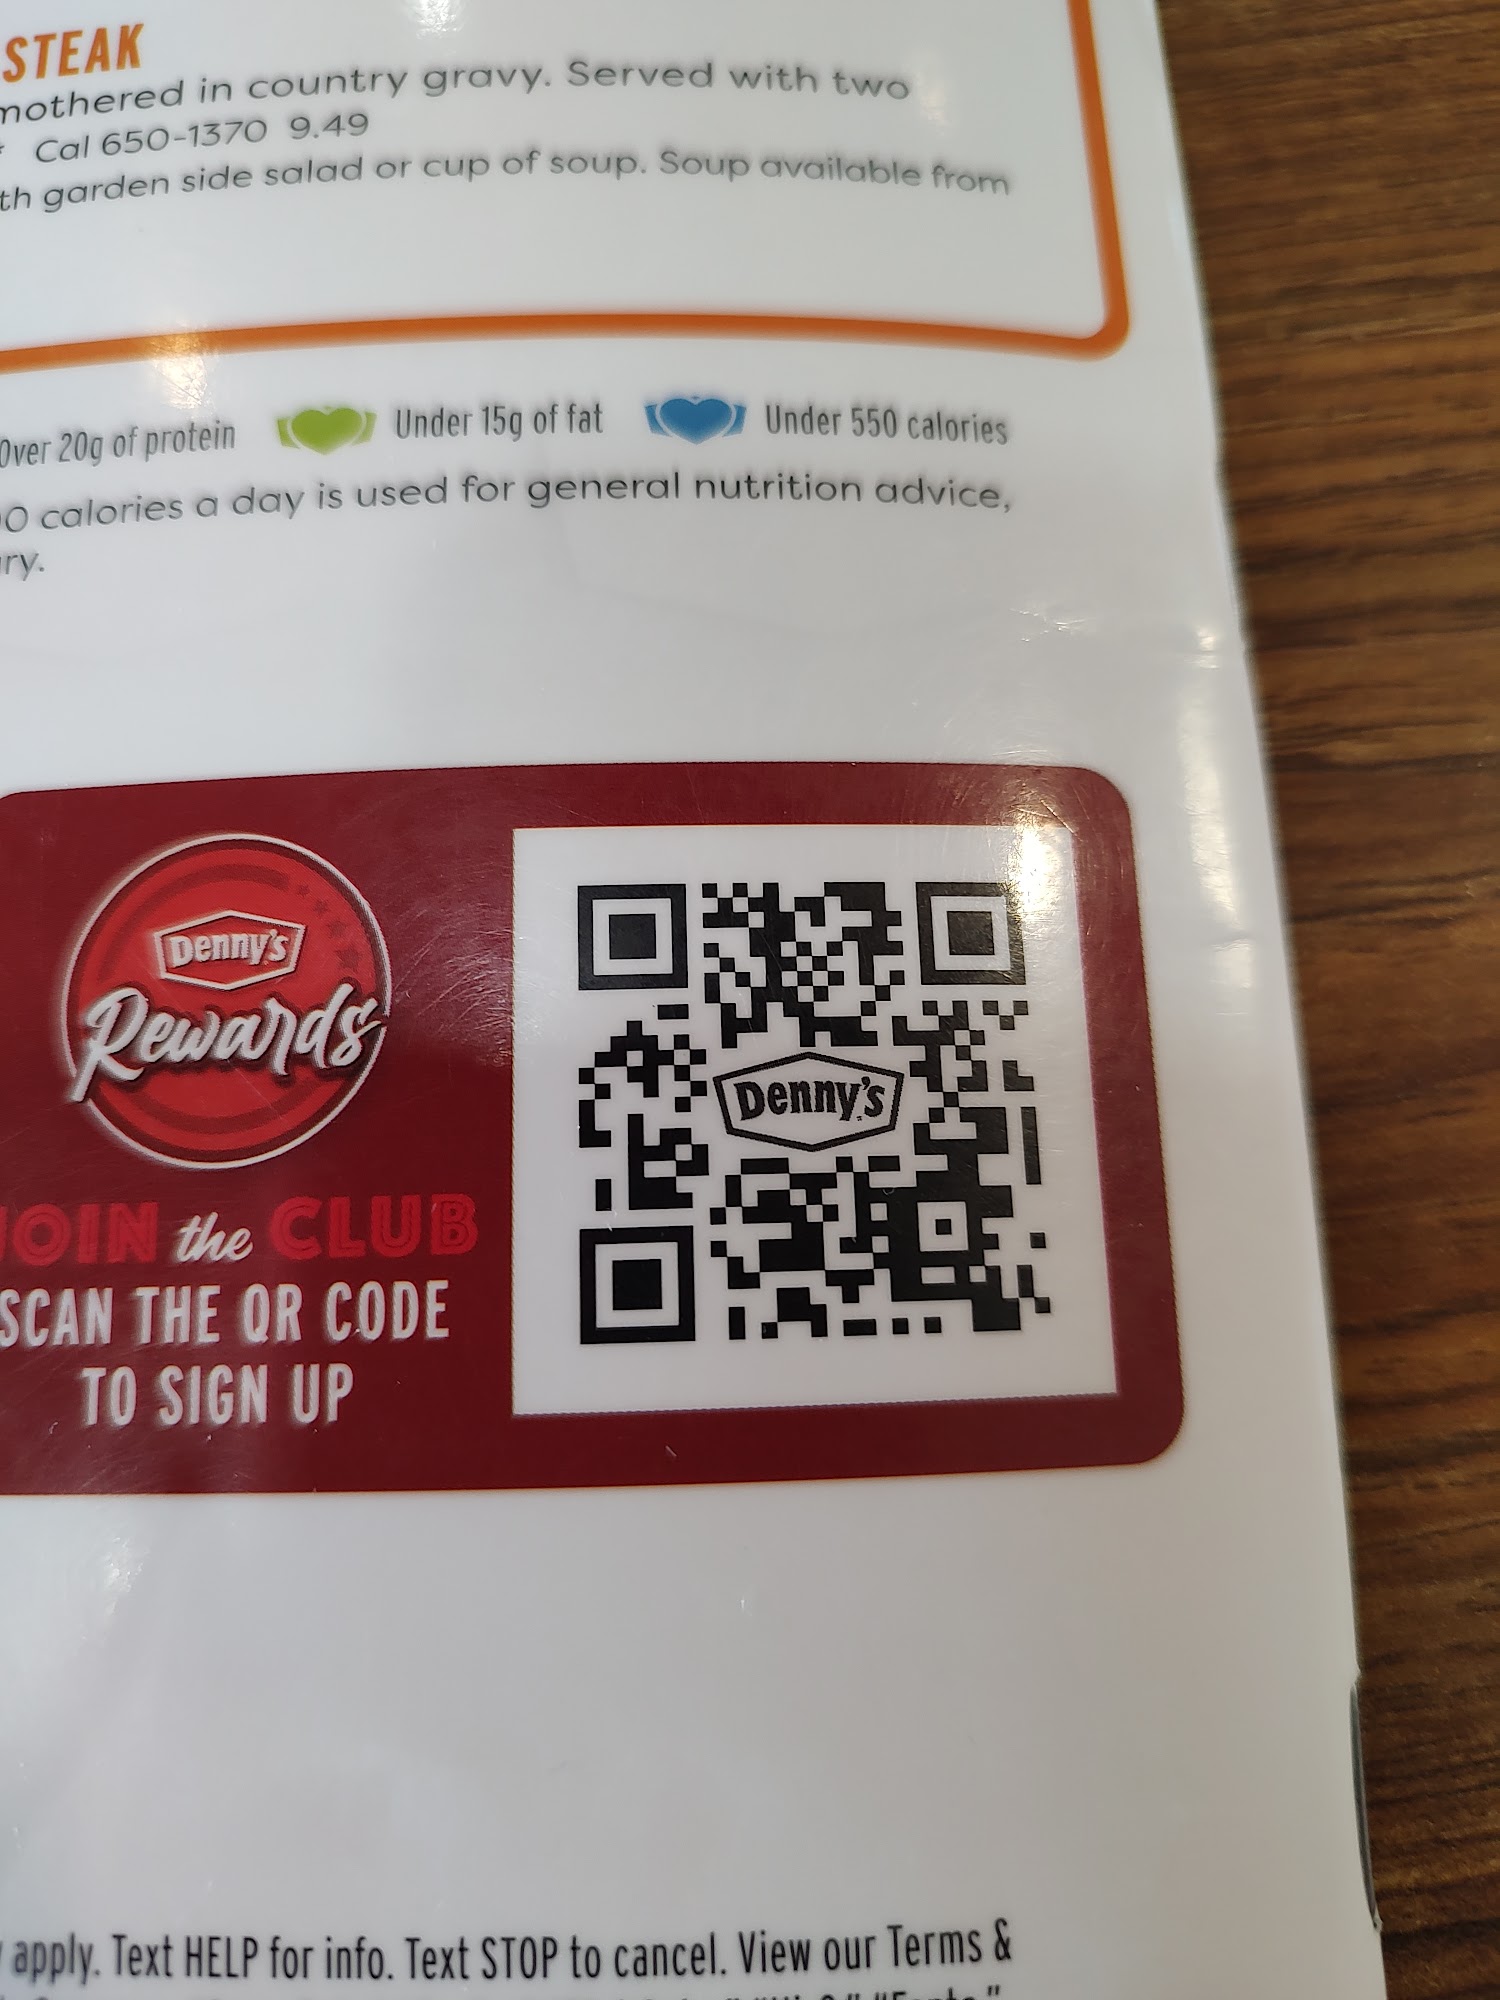 STEAK
mothered in country gravy. Served with two
* Cal 650-1370 9.49
th garden side salad or cup of soup. Soup available from
Over 20g of protein Under 15g of fat Under 550 calories
00 calories a day is used for general nutrition advice,
ry.
Denny's
Rewards
JOIN the CLUB
SCAN THE QR CODE
TO SIGN UP
Denny's
apply. Text HELP for info. Text STOP to cancel. View our Terms &